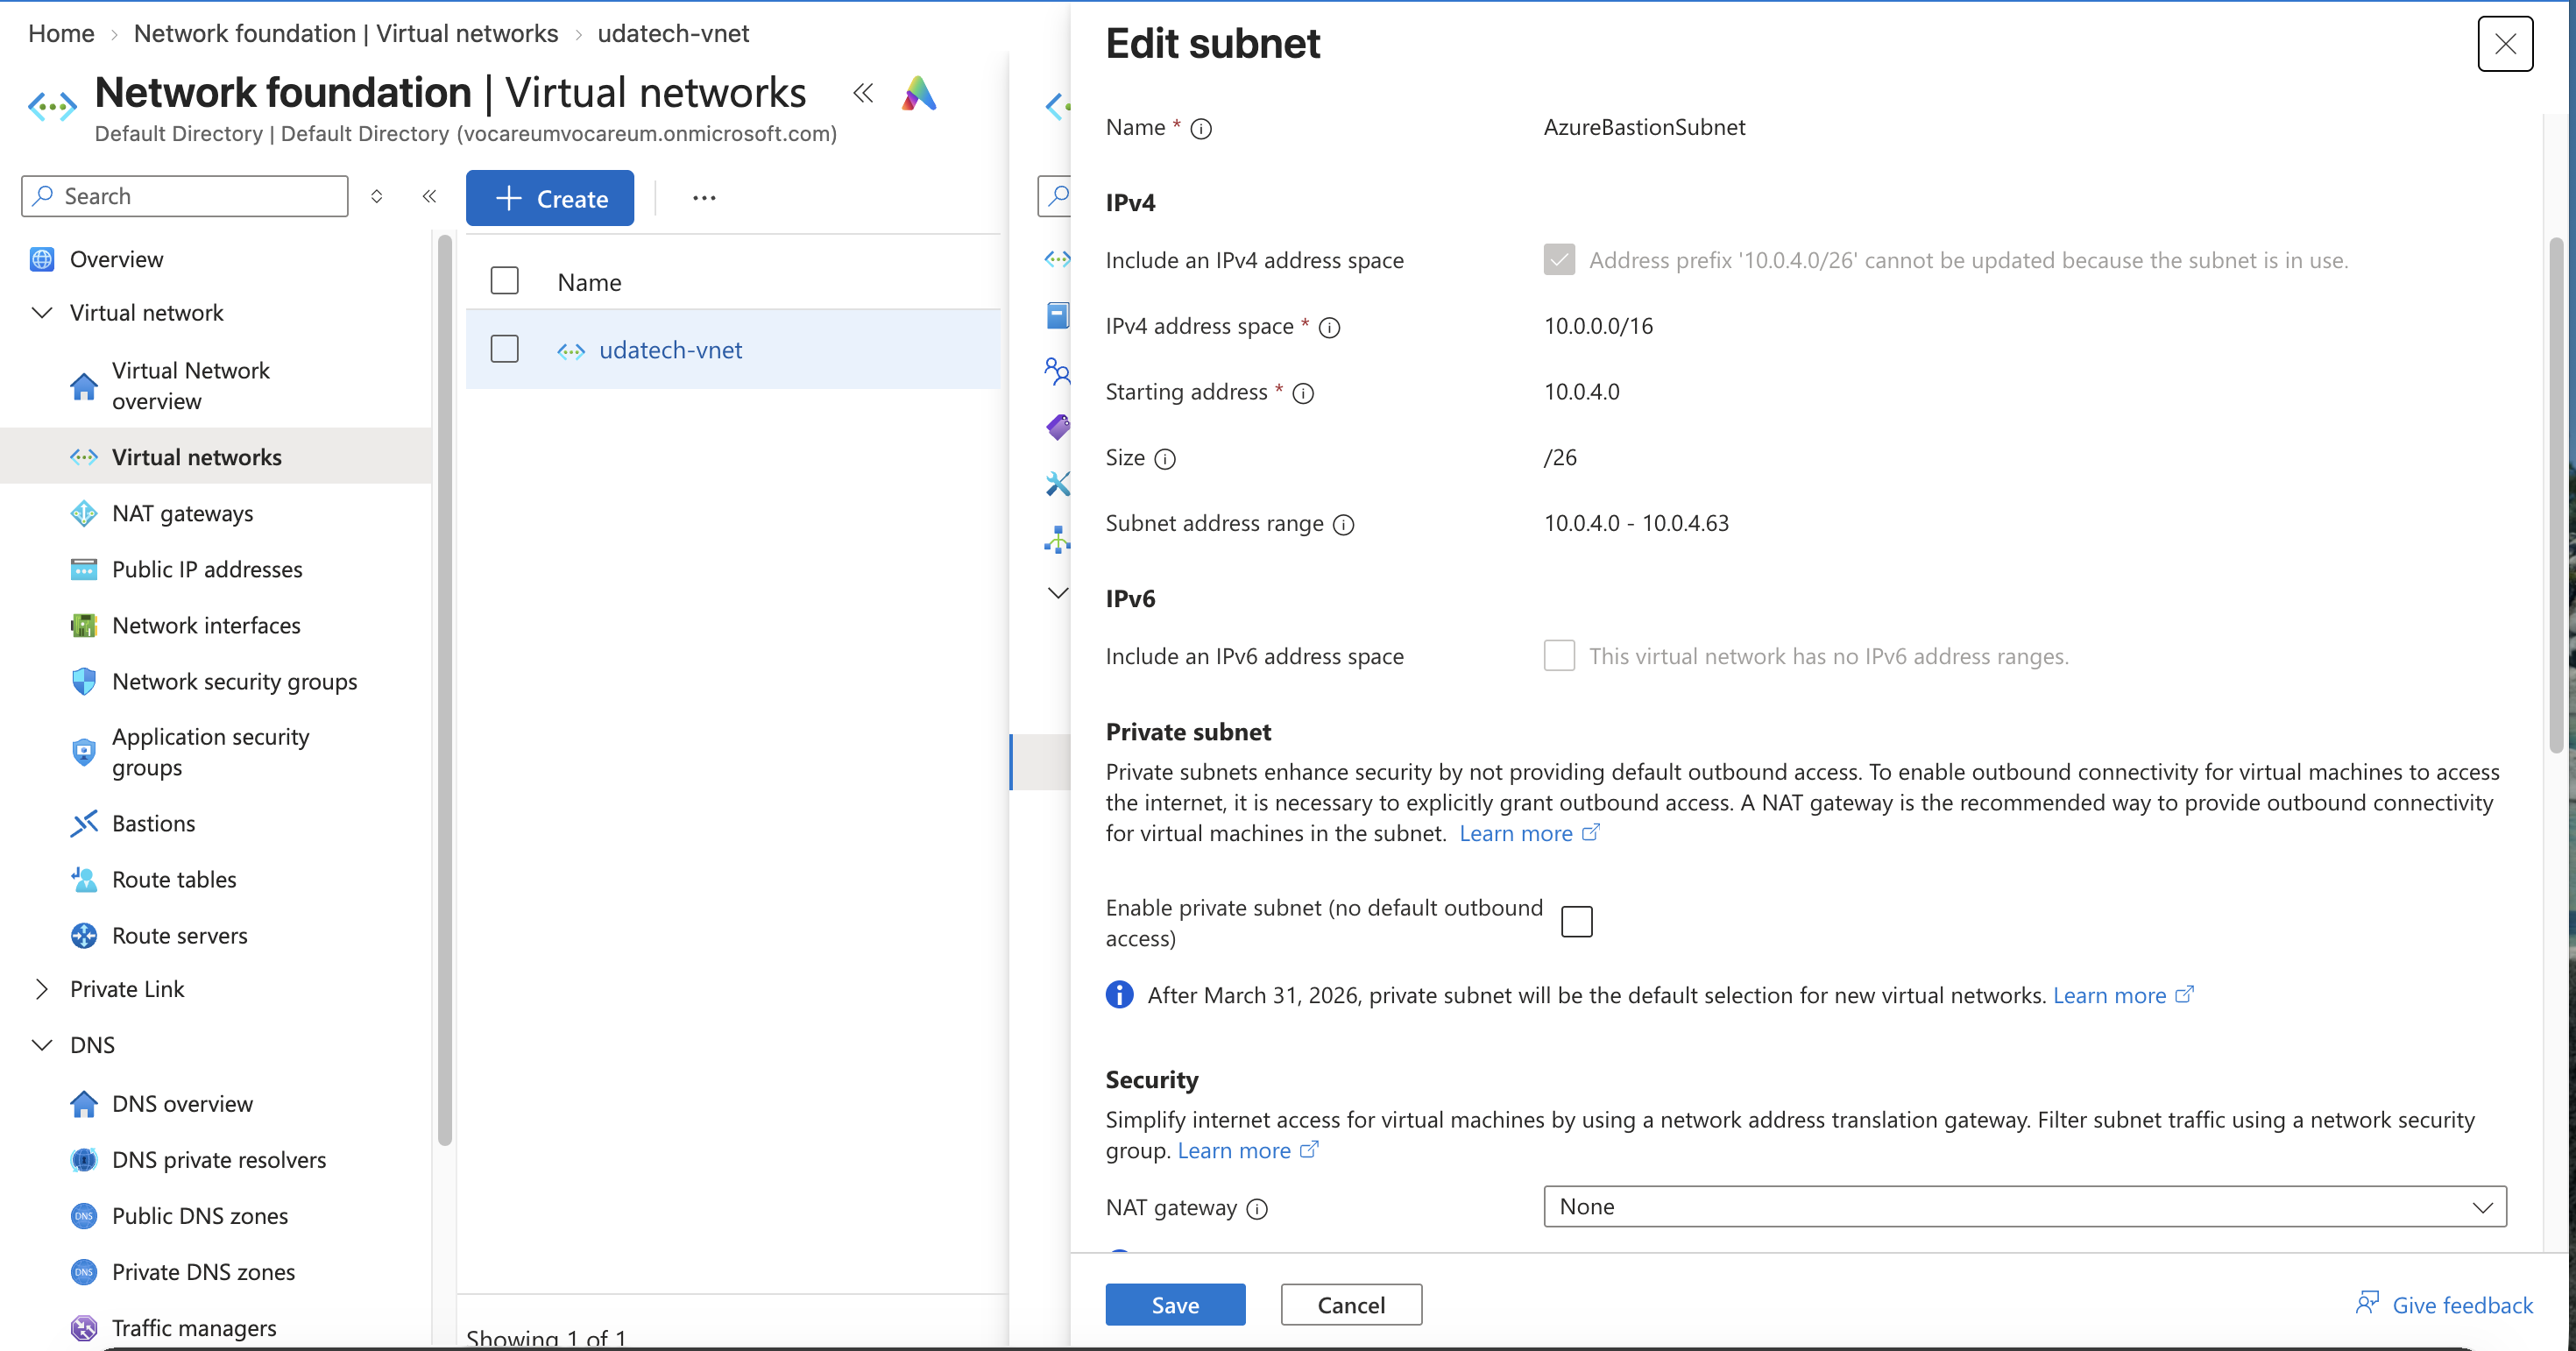 Home > Network foundation | Virtual networks > udatech-vnet
Network foundation | Virtual networks
Default Directory | Default Directory (vocareumvocareum.onmicrosoft.com)
Search
Create
Overview
Virtual network
Virtual Network
overview
Virtual networks
NAT gateways
Public IP addresses
Network interfaces
Network security groups
Application security
groups
Bastions
Route tables
Route servers
Private Link
DNS
DNS overview
DNS private resolvers
Public DNS zones
Private DNS zones
Traffic managers
Name
udatech-vnet
Showing 1 of 1
Edit subnet
Name * AzureBastionSubnet
IPv4
Include an IPv4 address space Address prefix '10.0.4.0/26' cannot be updated because the subnet is in use.
IPv4 address space * 10.0.0.0/16
Starting address * 10.0.4.0
Size /26
Subnet address range 10.0.4.0 - 10.0.4.63
IPv6
Include an IPv6 address space This virtual network has no IPv6 address ranges.
Private subnet
Private subnets enhance security by not providing default outbound access. To enable outbound connectivity for virtual machines to access
the internet, it is necessary to explicitly grant outbound access. A NAT gateway is the recommended way to provide outbound connectivity
for virtual machines in the subnet. Learn more
Enable private subnet (no default outbound
access)
After March 31, 2026, private subnet will be the default selection for new virtual networks. Learn more
Security
Simplify internet access for virtual machines by using a network address translation gateway. Filter subnet traffic using a network security
group. Learn more
NAT gateway None
Save Cancel Give feedback